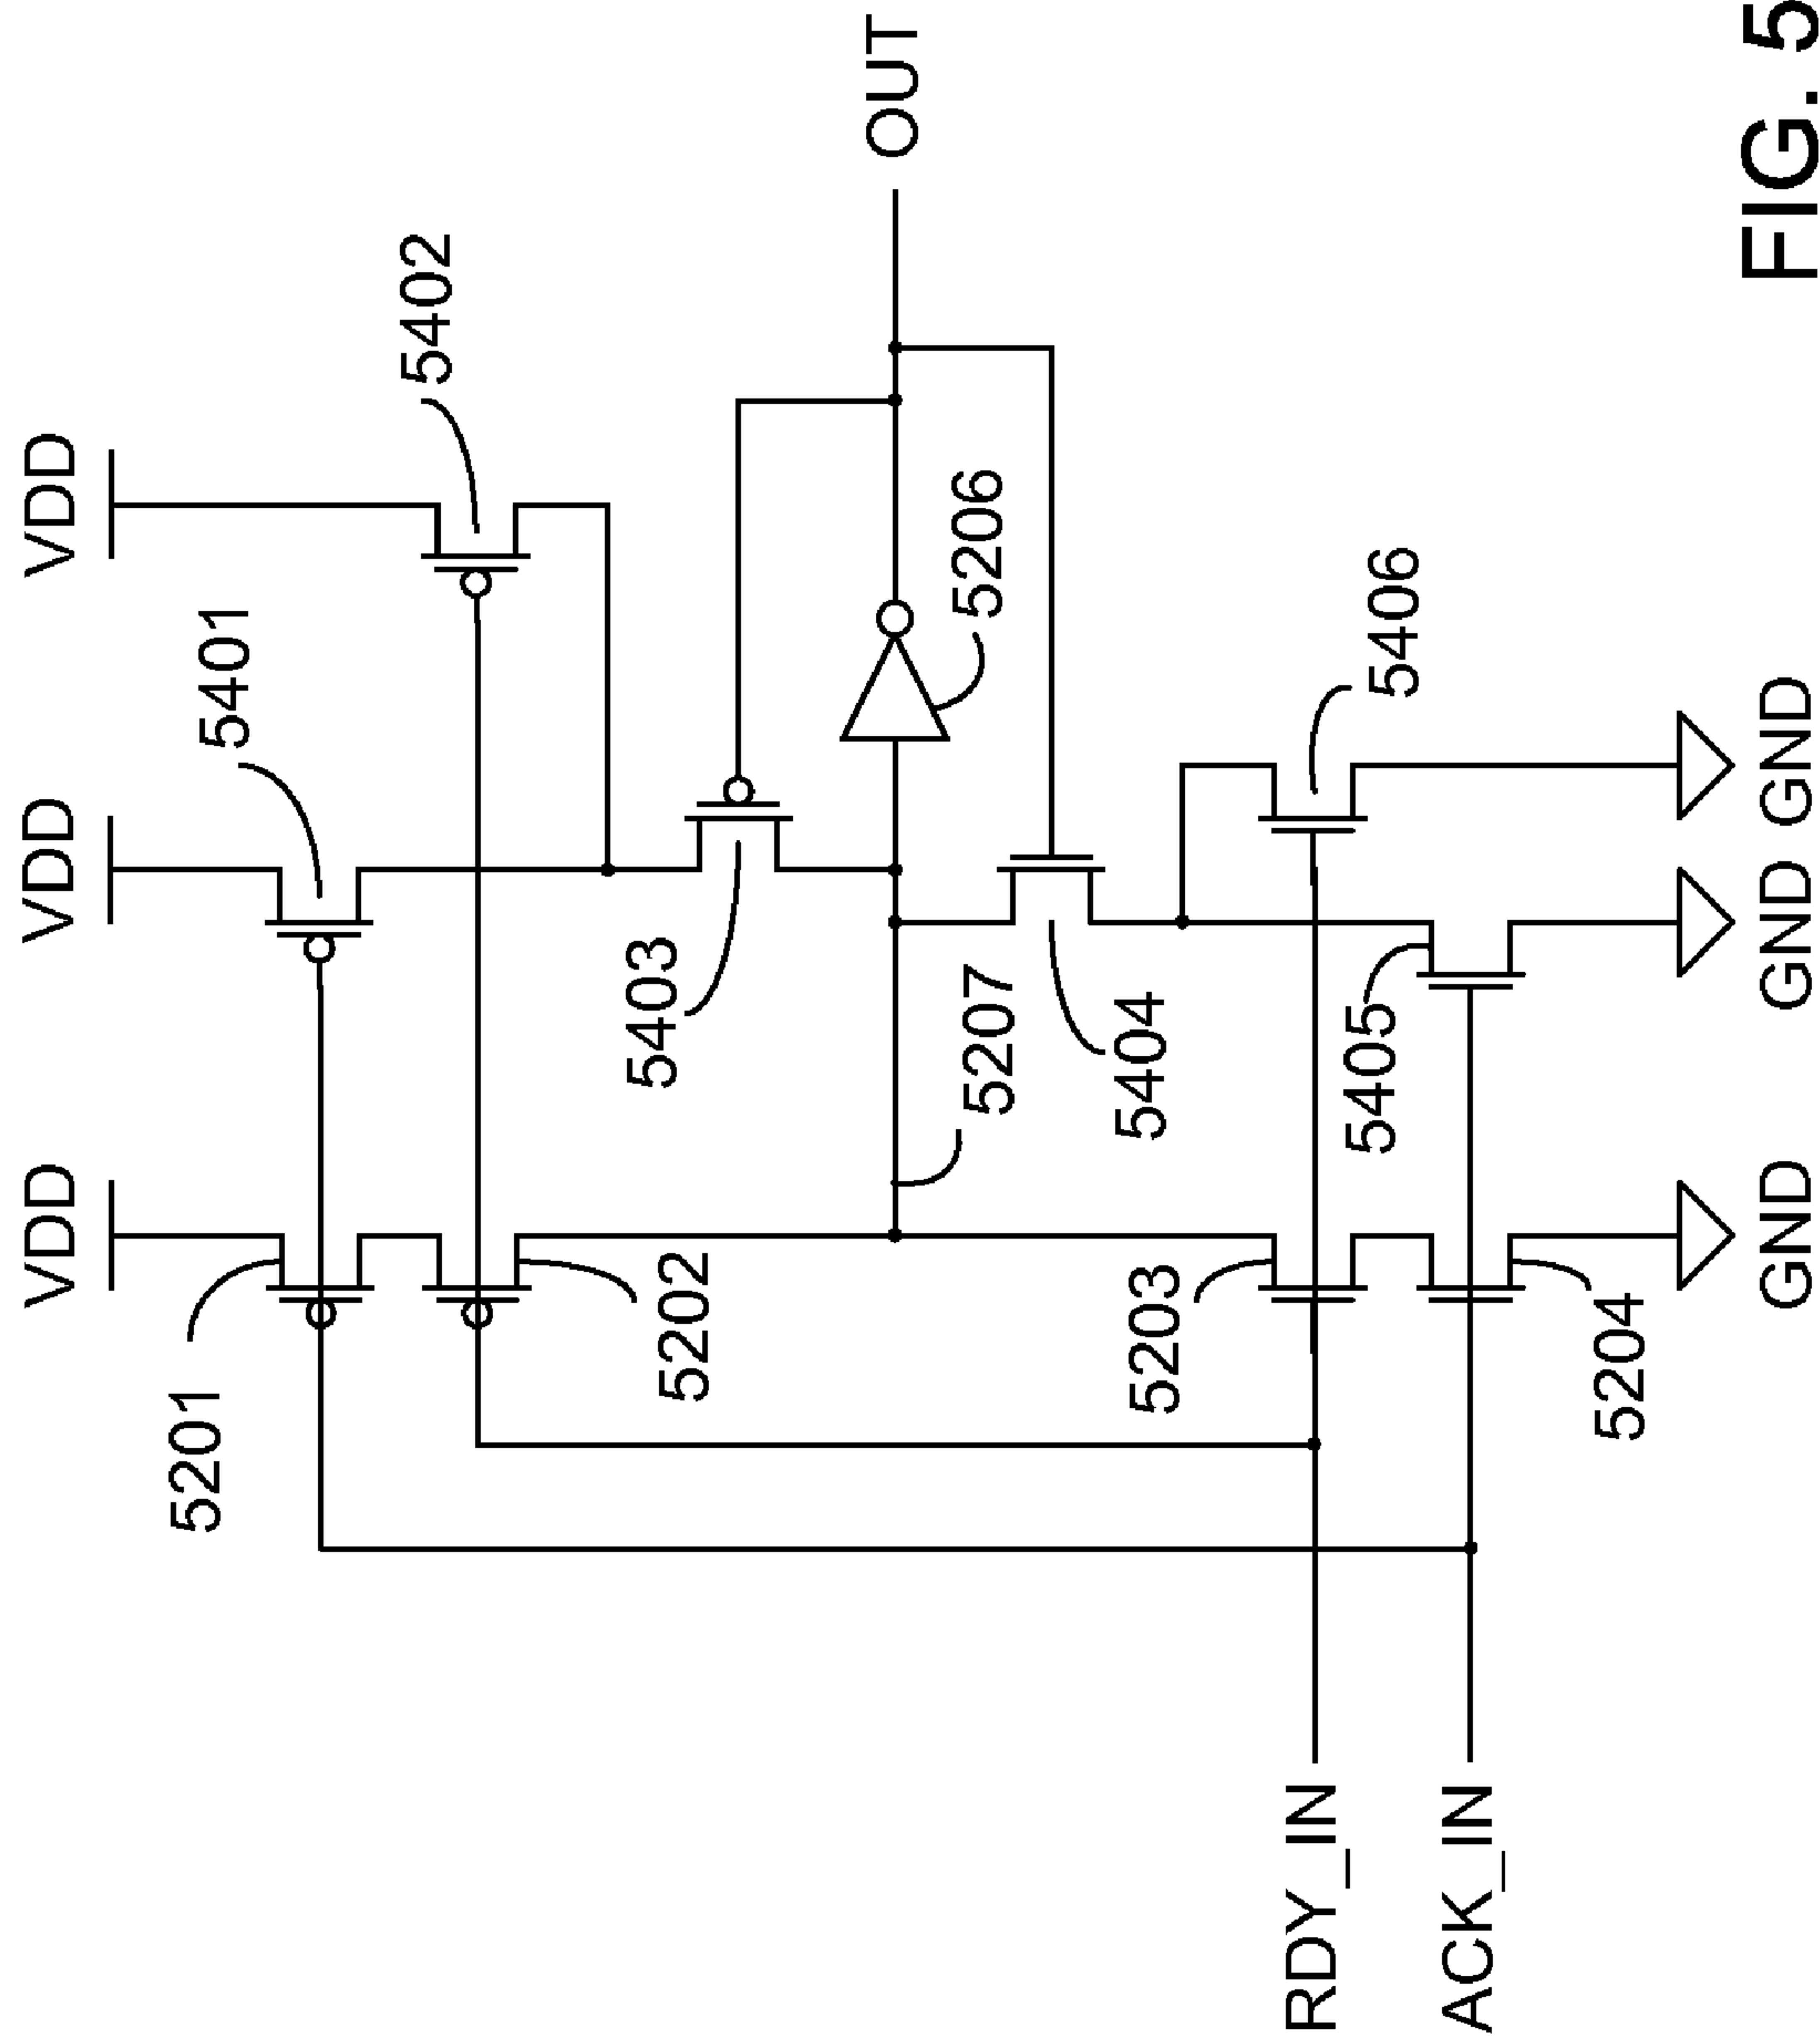 VDD
VDD
VDD
5201
5401
5402
5202
5403
5207
5206
OUT
5203
5404
5204
5405
5406
RDY_IN
ACK_IN
GND
GND
GND
FIG. 5